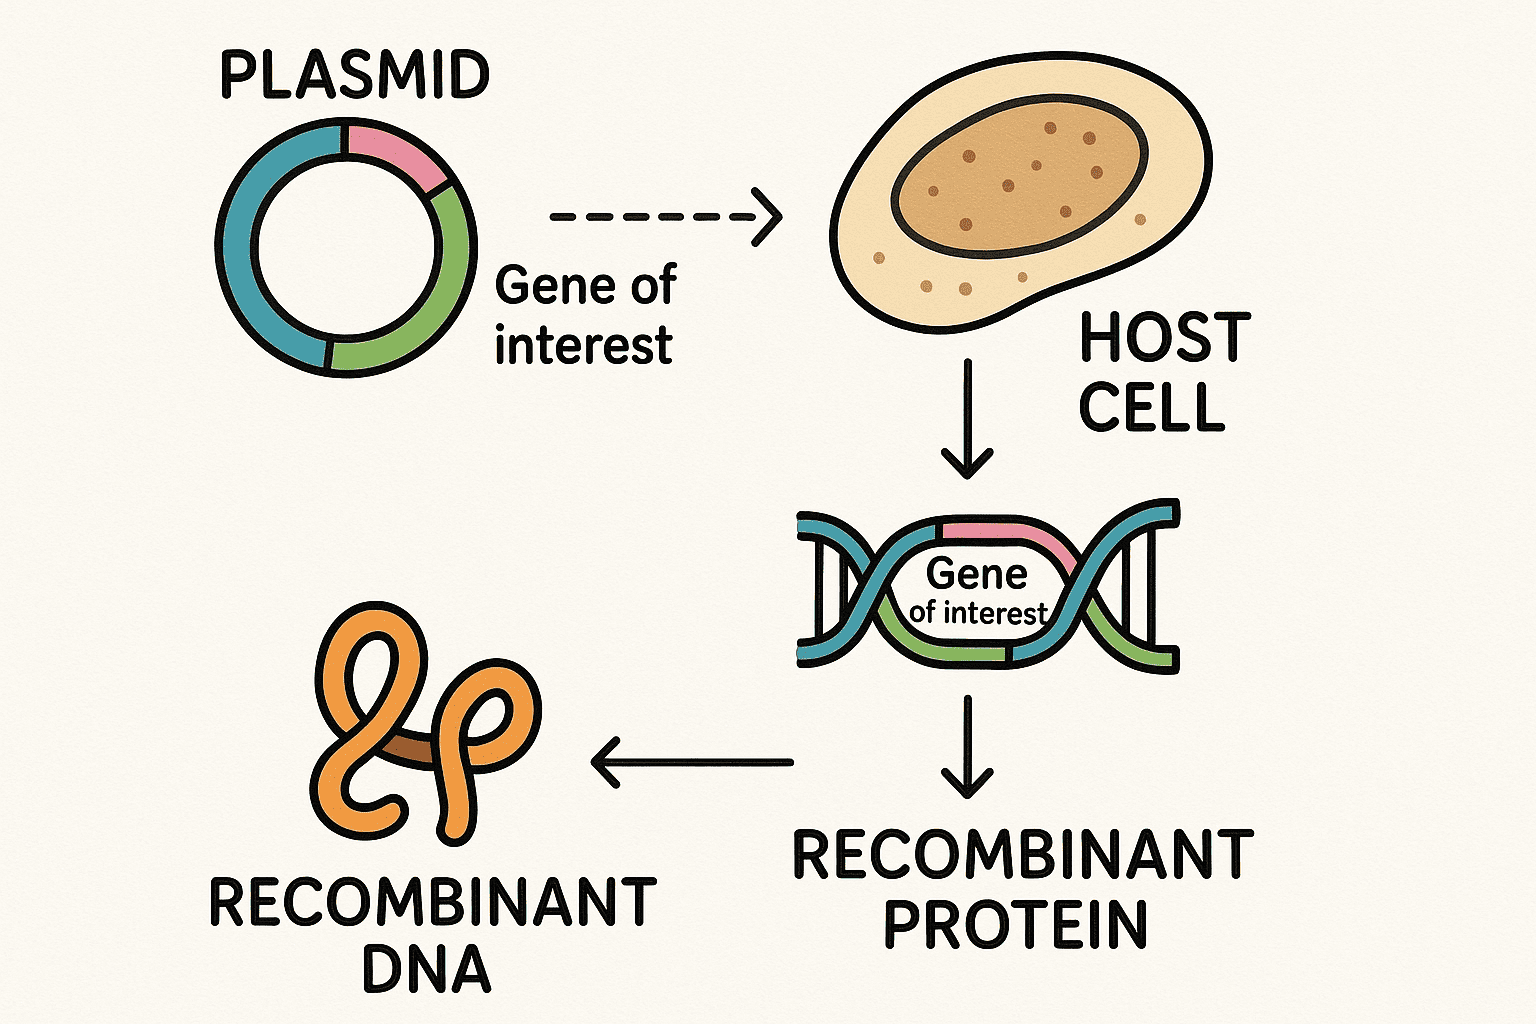 PLASMID
Gene of
interest
HOST
CELL
Gene
of interest
RECOMBINANT
PROTEIN
RECOMBINANT
DNA